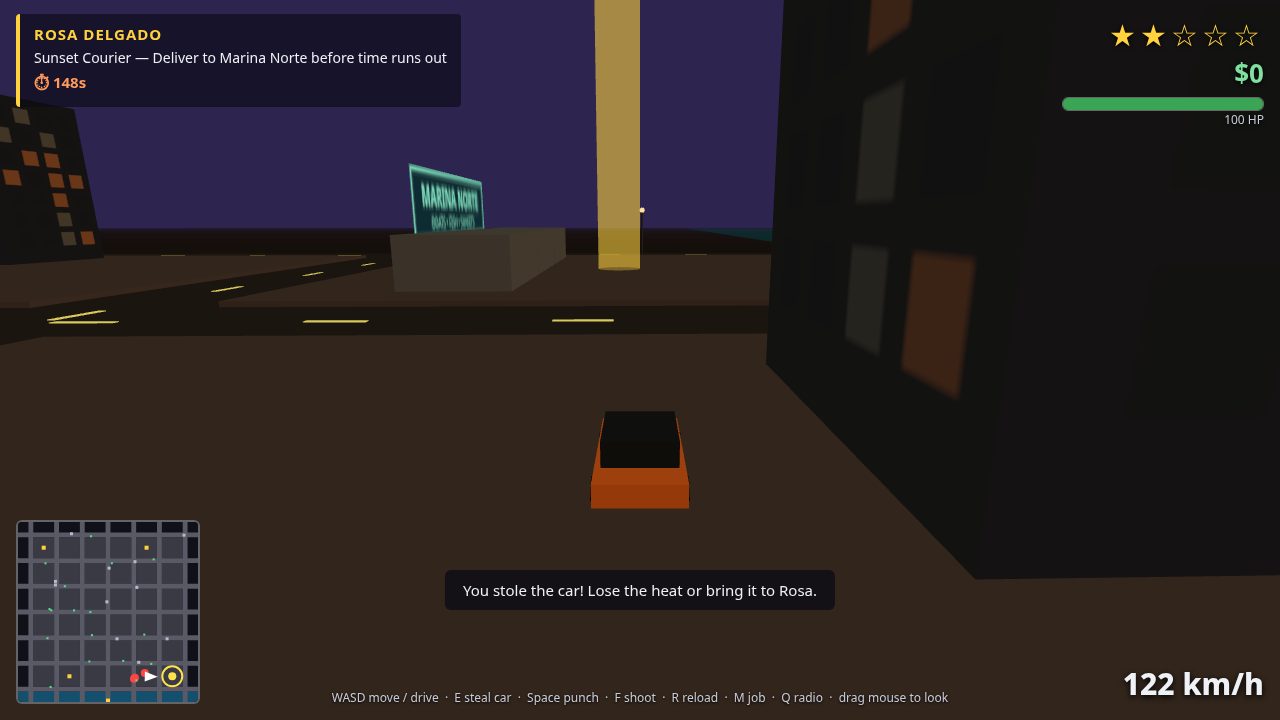 ROSA DELGADO
Sunset Courier — Deliver to Marina Norte before time runs out
⏱ 148s
★★☆☆☆
$0
100 HP
MARINA NORTE
You stole the car! Lose the heat or bring it to Rosa.
WASD move / drive · E steal car · Space punch · F shoot · R reload · M job · Q radio · drag mouse to look
122 km/h